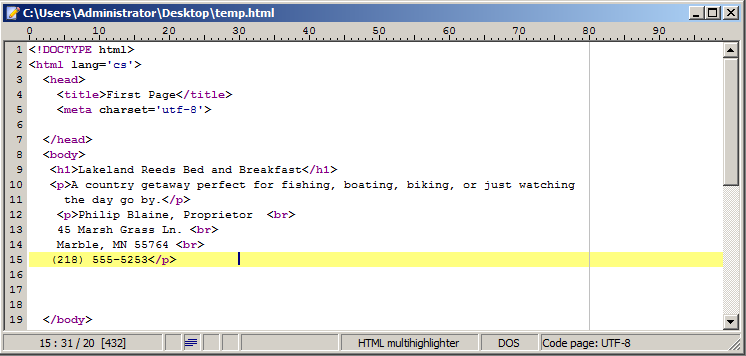 C:\Users\Administrator\Desktop\temp.html
0 10 20 30 40 50 60 70 80 90
1 <!DOCTYPE html>
2 <html lang='cs'>
3 <head>
4 <title>First Page</title>
5 <meta charset='utf-8'>
6
7 </head>
8 <body>
9 <h1>Lakeland Reeds Bed and Breakfast</h1>
10 <p>A country getaway perfect for fishing, boating, biking, or just watching
11 the day go by.</p>
12 <p>Philip Blaine, Proprietor <br>
13 45 Marsh Grass Ln. <br>
14 Marble, MN 55764 <br>
15 (218) 555-5253</p>
16
17
18
19 </body>
15 : 31 / 20 [432] HTML multihighlighter DOS Code page: UTF-8